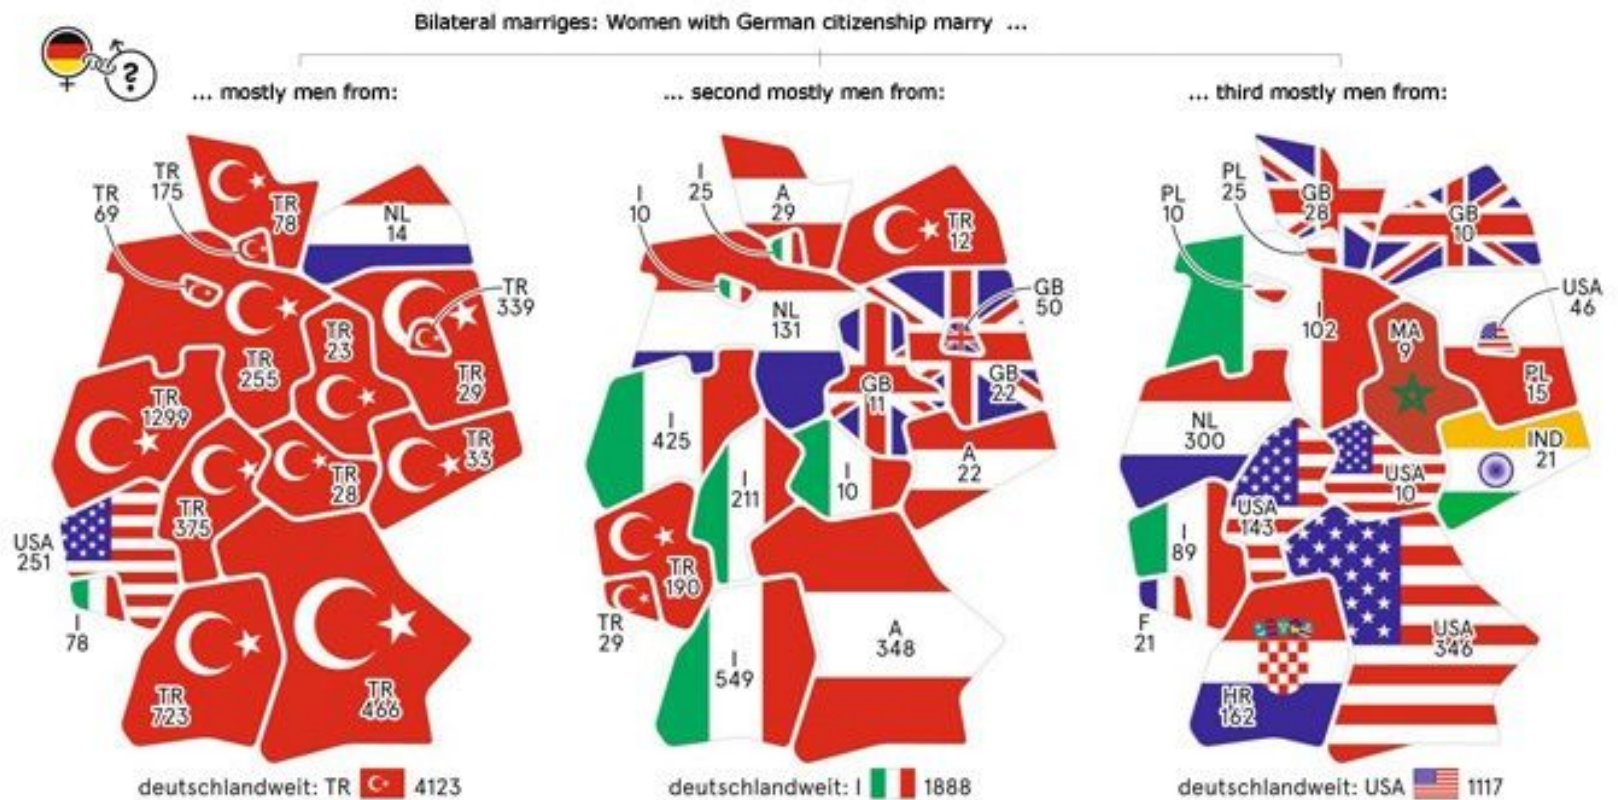 Bilateral marriges: Women with German citizenship marry ...
?
... mostly men from:
... second mostly men from:
... third mostly men from:
TR
175
TR
69
TR
78
NL
14
TR
339
TR
23
TR
255
TR
29
TR
1299
TR
33
TR
28
TR
375
USA
251
I
78
TR
723
TR
466
deutschlandweit: TR 4123
I
25
I
10
A
29
TR
12
GB
50
NL
131
GB
22
GB
11
I
425
A
22
I
211
I
10
TR
190
TR
29
I
549
A
348
deutschlandweit: I 1888
PL
25
PL
10
GB
28
GB
10
USA
46
I
102
MA
9
PL
15
NL
300
IND
21
USA
10
USA
143
I
89
F
21
HR
162
USA
346
deutschlandweit: USA 1117